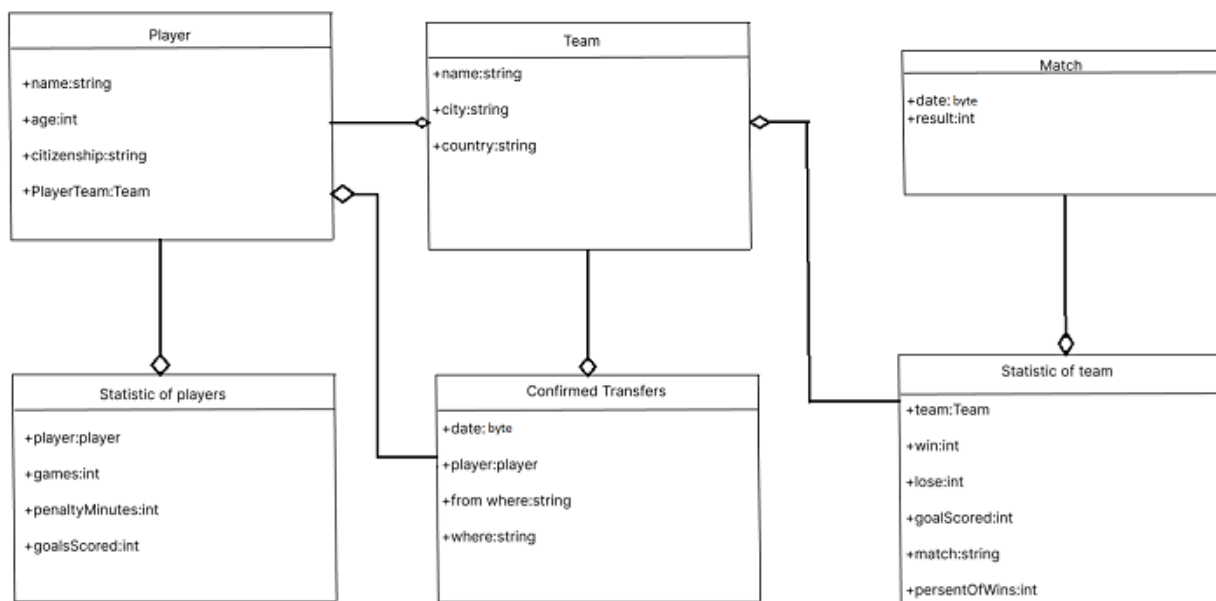 Player
+name:string
+age:int
+citizenship:string
+PlayerTeam:Team
Team
+name:string
+city:string
+country:string
Match
+date: byte
+result:int
Statistic of players
+player:player
+games:int
+penaltyMinutes:int
+goalsScored:int
Confirmed Transfers
+date: byte
+player:player
+from where:string
+where:string
Statistic of team
+team:Team
+win:int
+lose:int
+goalScored:int
+match:string
+persentOfWins:int